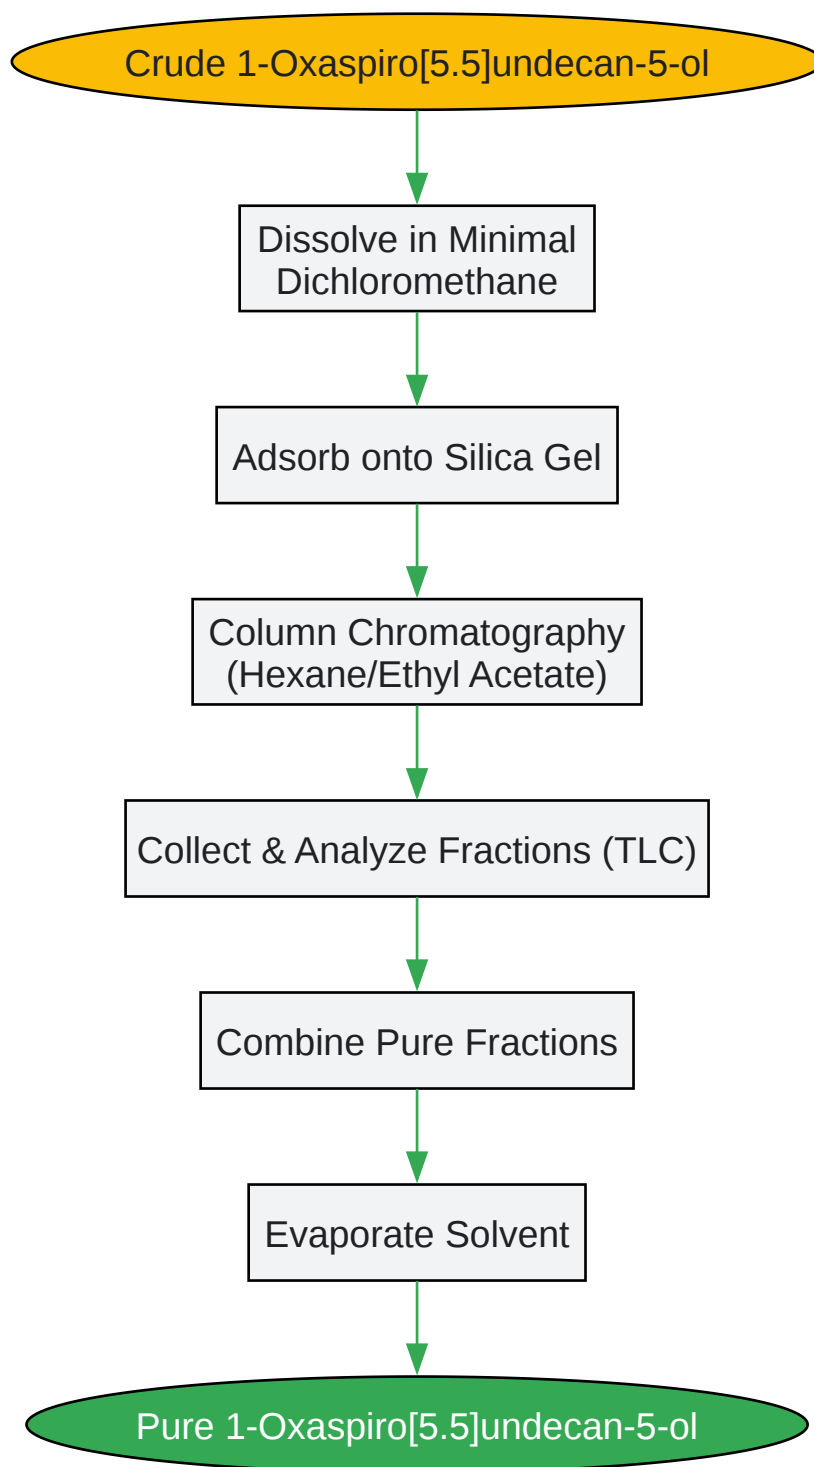 Crude 1-Oxaspiro[5.5]undecan-5-ol
Dissolve in Minimal
Dichloromethane
Adsorb onto Silica Gel
Column Chromatography
(Hexane/Ethyl Acetate)
Collect & Analyze Fractions (TLC)
Combine Pure Fractions
Evaporate Solvent
Pure 1-Oxaspiro[5.5]undecan-5-ol